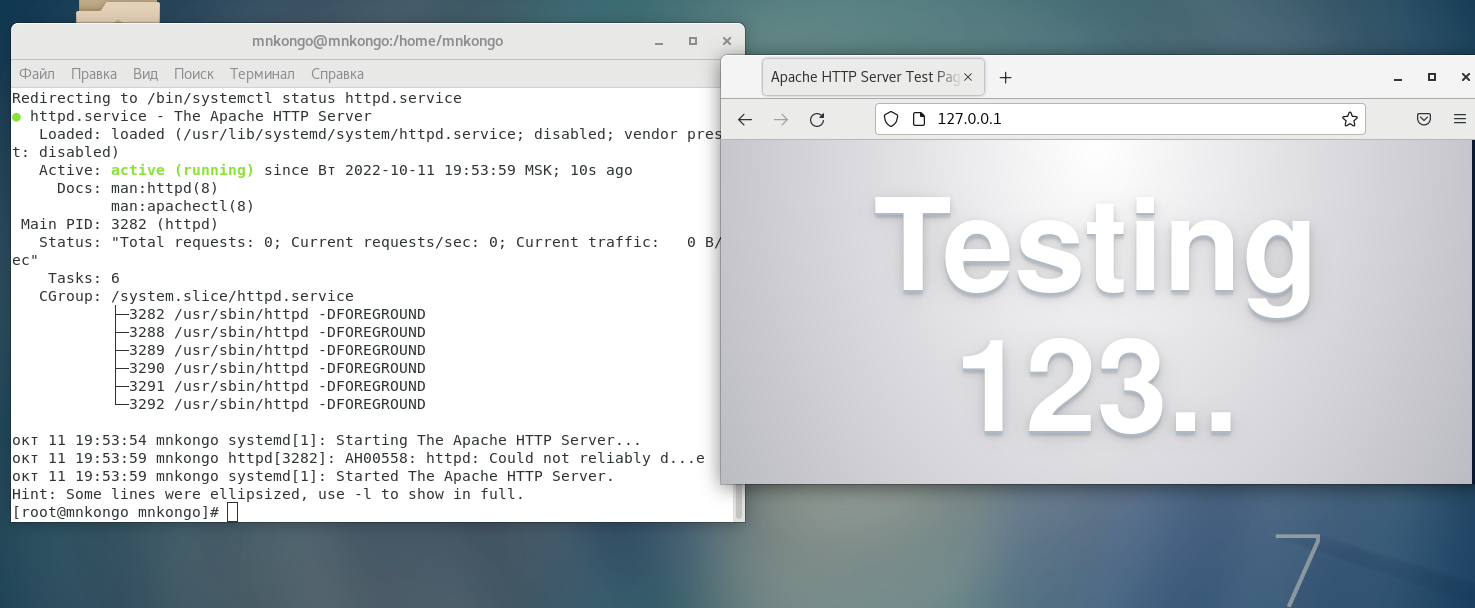 mnkongo@mnkongo:/home/mnkongo
Файл Правка Вид Поиск Терминал Справка
Redirecting to /bin/systemctl status httpd.service
● httpd.service - The Apache HTTP Server
Loaded: loaded (/usr/lib/systemd/system/httpd.service; disabled; vendor pres
t: disabled)
Active: active (running) since Вт 2022-10-11 19:53:59 MSK; 10s ago
Docs: man:httpd(8)
man:apachectl(8)
Main PID: 3282 (httpd)
Status: "Total requests: 0; Current requests/sec: 0; Current traffic:   0 B/
ec"
Tasks: 6
CGroup: /system.slice/httpd.service
├─3282 /usr/sbin/httpd -DFOREGROUND
├─3288 /usr/sbin/httpd -DFOREGROUND
├─3289 /usr/sbin/httpd -DFOREGROUND
├─3290 /usr/sbin/httpd -DFOREGROUND
├─3291 /usr/sbin/httpd -DFOREGROUND
└─3292 /usr/sbin/httpd -DFOREGROUND
окт 11 19:53:54 mnkongo systemd[1]: Starting The Apache HTTP Server...
окт 11 19:53:59 mnkongo httpd[3282]: AH00558: httpd: Could not reliably d...e
окт 11 19:53:59 mnkongo systemd[1]: Started The Apache HTTP Server.
Hint: Some lines were ellipsized, use -l to show in full.
[root@mnkongo mnkongo]#
Apache HTTP Server Test Pag
127.0.0.1
Testing
123..
7